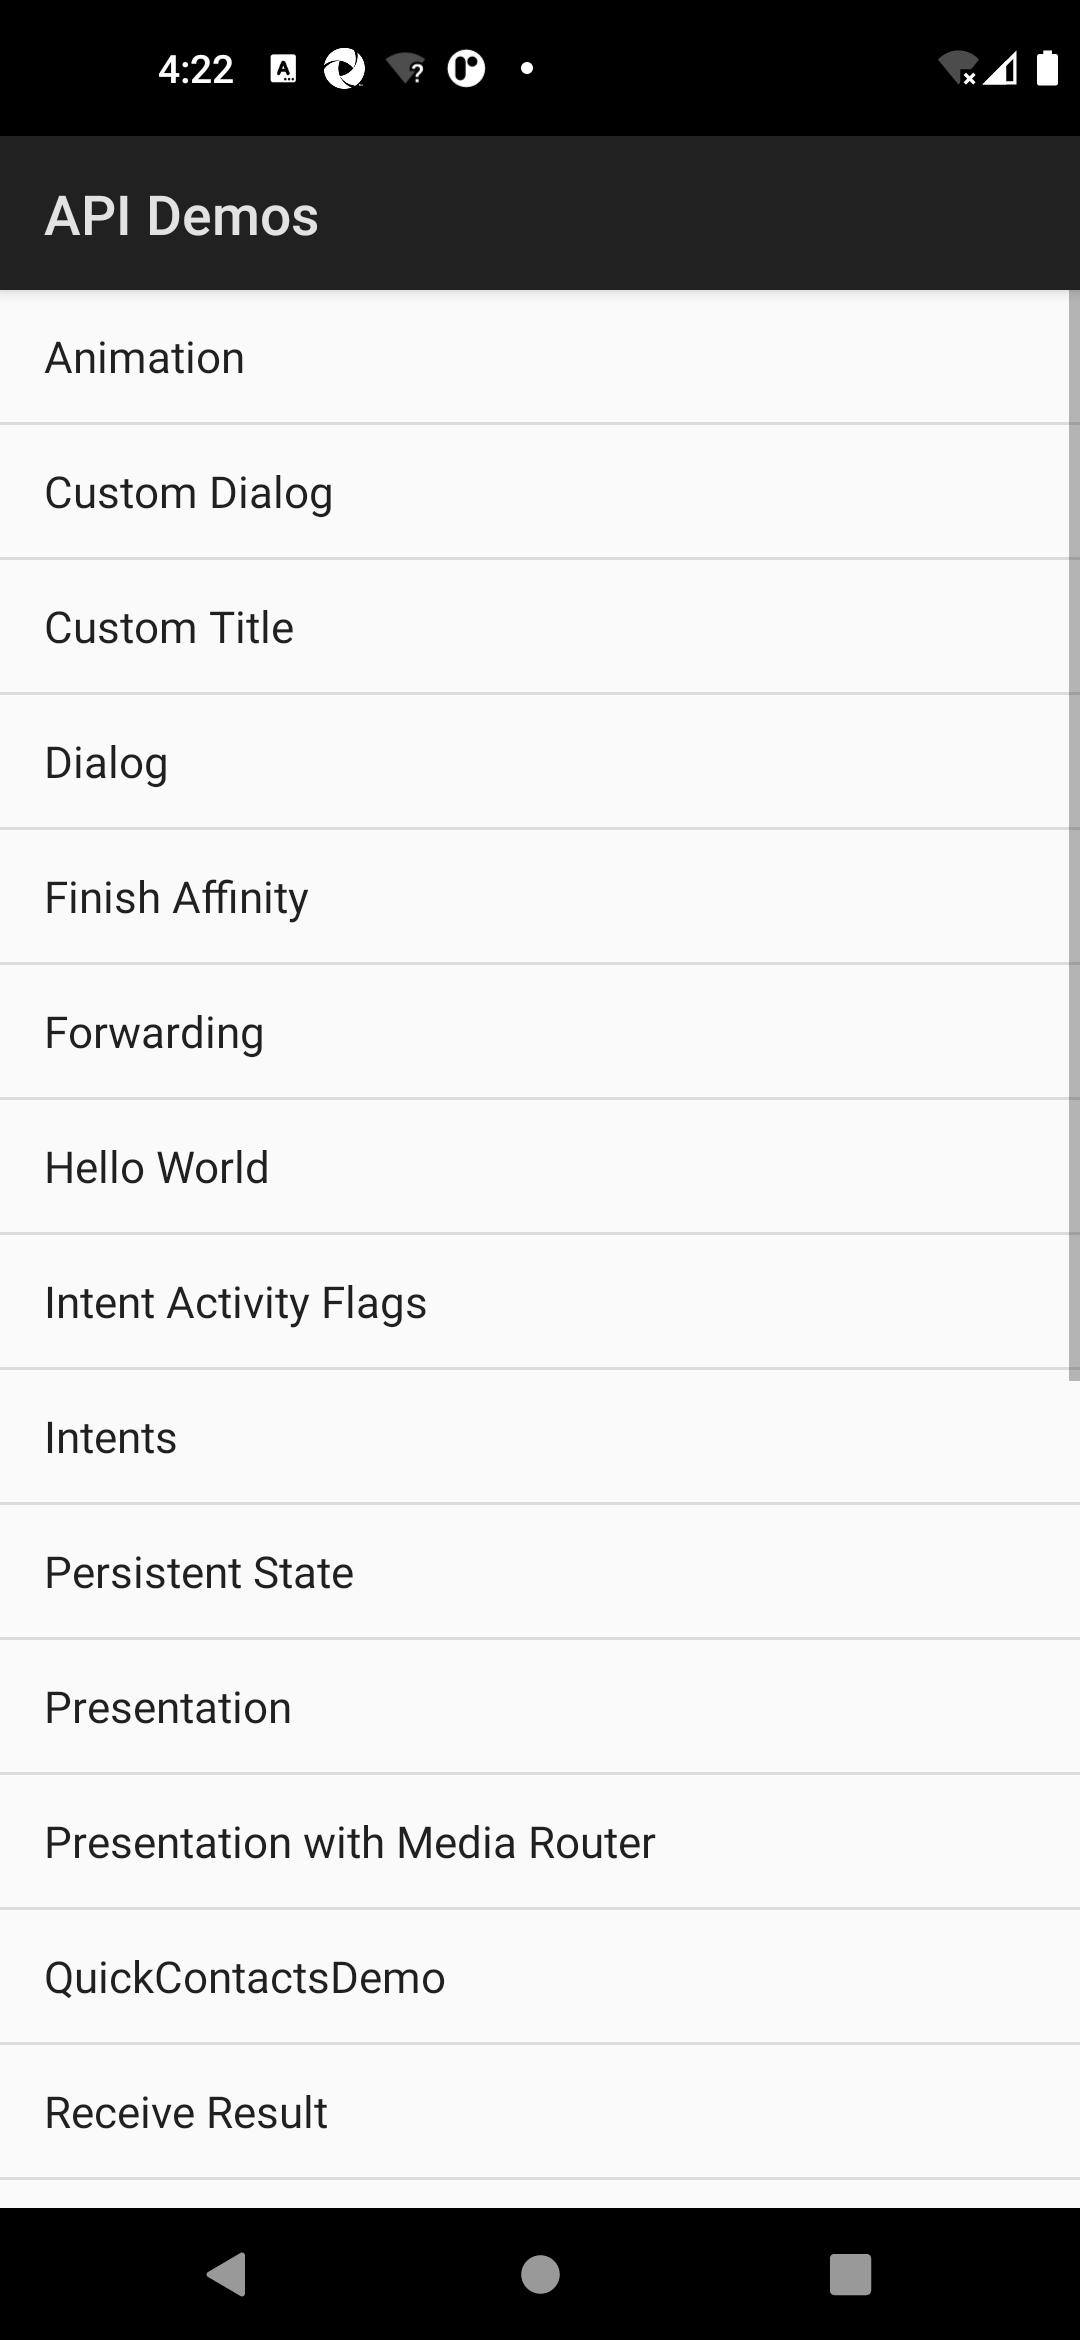 4:22
API Demos
Animation
Custom Dialog
Custom Title
Dialog
Finish Affinity
Forwarding
Hello World
Intent Activity Flags
Intents
Persistent State
Presentation
Presentation with Media Router
QuickContactsDemo
Receive Result